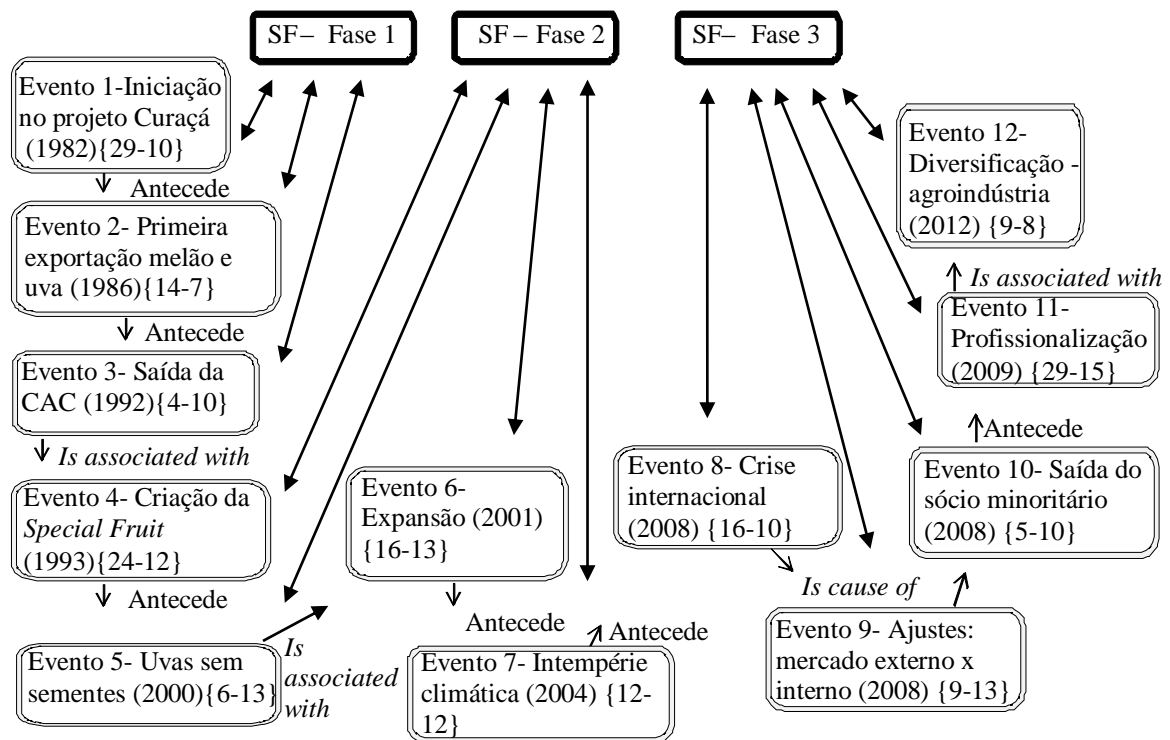 SF– Fase 1
SF – Fase 2
SF– Fase 3
Evento 1-Iniciação
no projeto Curaçá
(1982){29-10}
Antecede
Evento 2- Primeira
exportação melão e
uva (1986){14-7}
Antecede
Evento 3- Saída da
CAC (1992){4-10}
Is associated with
Evento 4- Criação da
Special Fruit
(1993){24-12}
Antecede
Evento 5- Uvas sem
sementes (2000){6-13}
Is
associated
with
Evento 6-
Expansão (2001)
{16-13}
Antecede
Evento 7- Intempérie
climática (2004) {12-
12}
Antecede
Evento 8- Crise
internacional
(2008) {16-10}
Is cause of
Evento 9- Ajustes:
mercado externo x
interno (2008) {9-13}
Evento 10- Saída do
sócio minoritário
(2008) {5-10}
Antecede
Evento 11-
Profissionalização
(2009) {29-15}
Is associated with
Evento 12-
Diversificação -
agroindústria
(2012) {9-8}